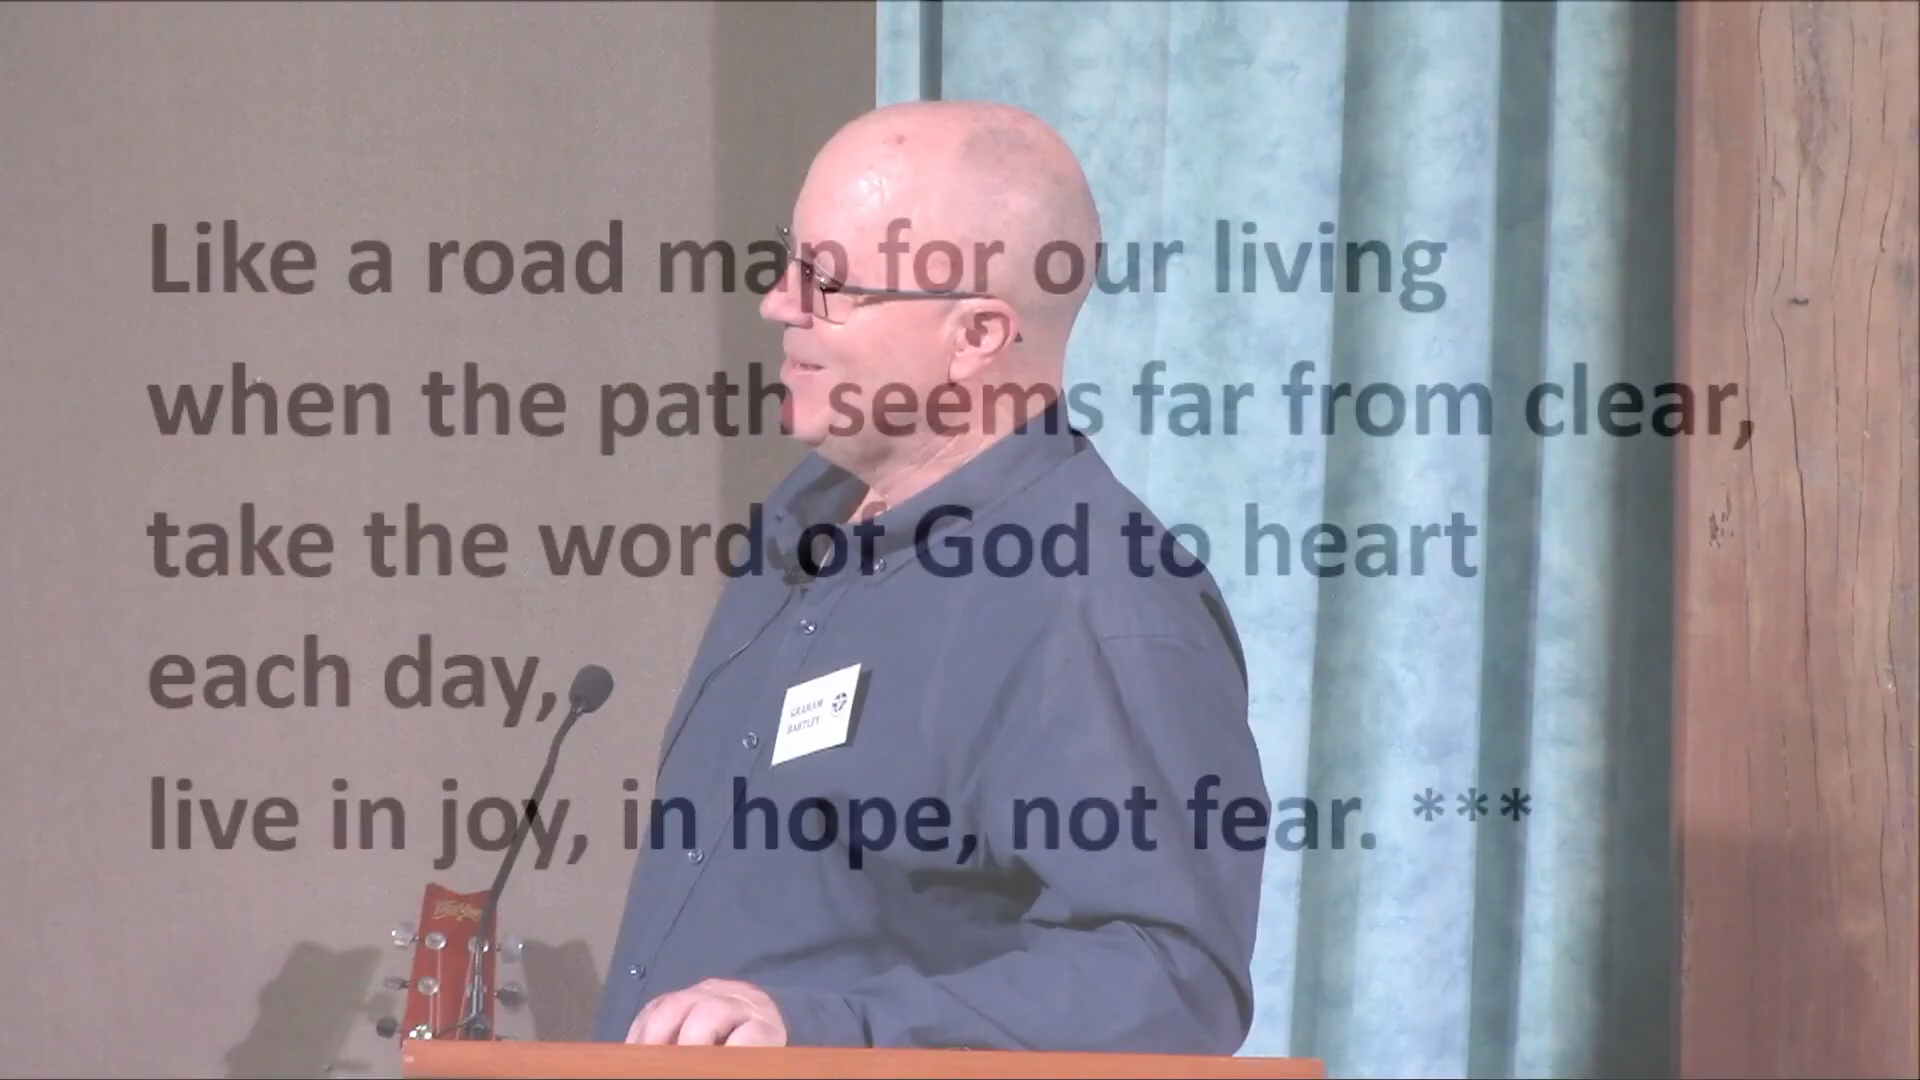 Like a road map for our living
when the path seems far from clear,
take the word of God to heart
each day,
live in joy, in hope, not fear. ***
GRAHAM
BARTLEY